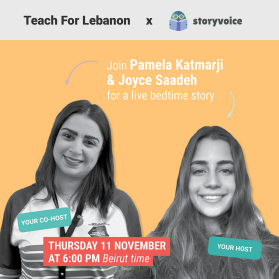 Teach For Lebanon x storyvoice
Join Pamela Katmarji
& Joyce Saadeh
for a live bedtime story
YOUR CO-HOST
THURSDAY 11 NOVEMBER
AT 6:00 PM Beirut time
YOUR HOST